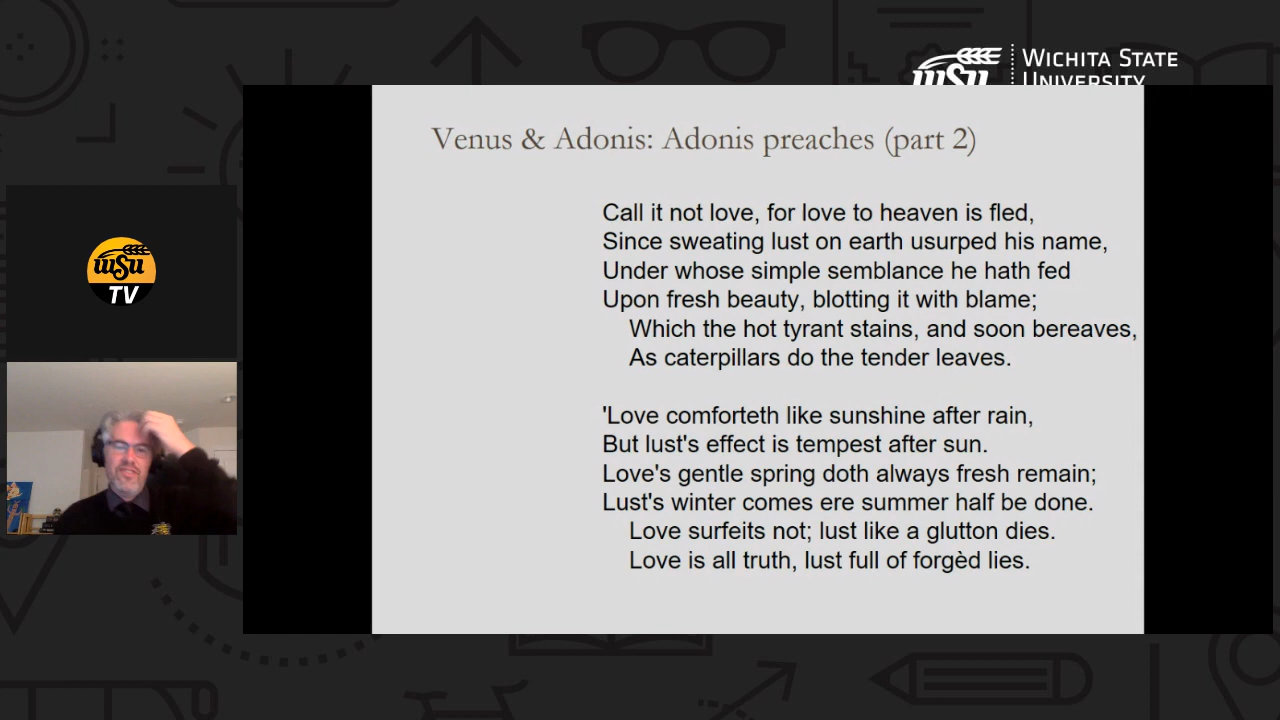 WSU
WICHITA STATE
UNIVERSITY
Venus & Adonis: Adonis preaches (part 2)
Call it not love, for love to heaven is fled,
Since sweating lust on earth usurped his name,
Under whose simple semblance he hath fed
Upon fresh beauty, blotting it with blame;
Which the hot tyrant stains, and soon bereaves,
As caterpillars do the tender leaves.
'Love comforteth like sunshine after rain,
But lust's effect is tempest after sun.
Love's gentle spring doth always fresh remain;
Lust's winter comes ere summer half be done.
Love surfeits not; lust like a glutton dies.
Love is all truth, lust full of forgèd lies.
WSU
TV